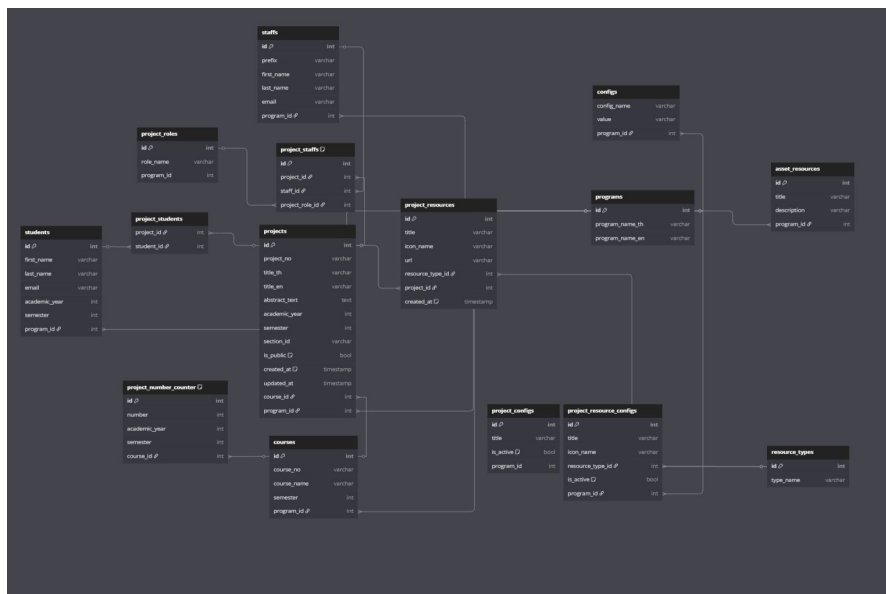 staffs
id int
prefix varchar
first_name varchar
last_name varchar
email varchar
program_id int
project_roles
id int
role_name varchar
program_id int
project_staffs
id int
project_id int
staff_id int
project_role_id int
configs
config_name varchar
value varchar
program_id int
asset_resources
id int
title varchar
description varchar
program_id int
programs
id int
program_name_th varchar
program_name_en varchar
project_resources
id int
title varchar
icon_name varchar
url varchar
resource_type_id int
project_id int
created_at timestamp
project_students
project_id int
student_id int
students
id int
first_name varchar
last_name varchar
email varchar
academic_year int
semester int
program_id int
projects
id int
project_no varchar
title_th varchar
title_en varchar
abstract_text text
academic_year int
semester int
section_id varchar
is_public bool
created_at timestamp
updated_at timestamp
course_id int
program_id int
project_number_counter
id int
number int
academic_year int
semester int
course_id int
courses
id int
course_no varchar
course_name varchar
semester int
program_id int
project_configs
id int
title varchar
is_active bool
program_id int
project_resource_configs
id int
title varchar
icon_name varchar
resource_type_id int
is_active bool
program_id int
resource_types
id int
type_name varchar